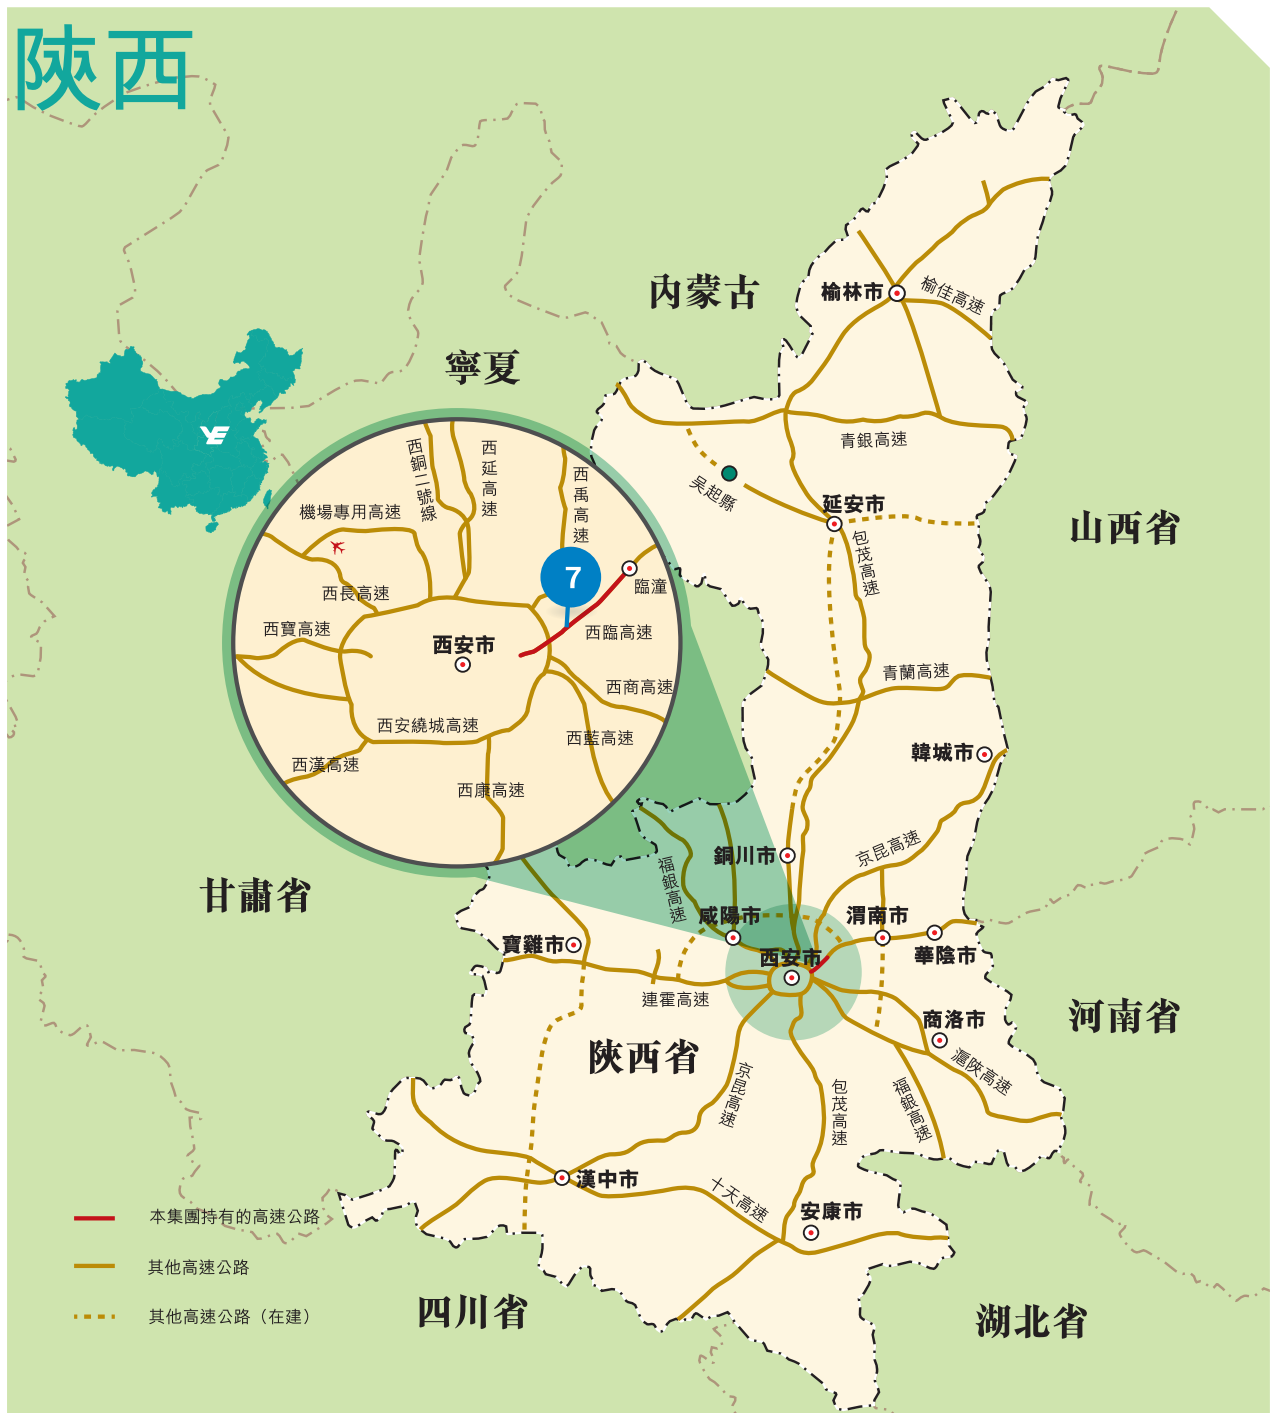 陝西
內蒙古
榆林市
榆佳高速
寧夏
青銀高速
吴起縣
延安市
包茂高速
山西省
西銅二號線
西延高速
西禹高速
機場專用高速
7
臨潼
西長高速
西寶高速
西安市
西臨高速
西商高速
西安繞城高速
西藍高速
西漢高速
西康高速
青蘭高速
韓城市
銅川市
京昆高速
福銀高速
甘肅省
咸陽市
渭南市
寶雞市
西安市
華陰市
連霍高速
商洛市
河南省
陝西省
滬陝高速
京昆高速
包茂高速
福銀高速
漢中市
十天高速
安康市
本集團持有的高速公路
其他高速公路
其他高速公路（在建）
四川省
湖北省